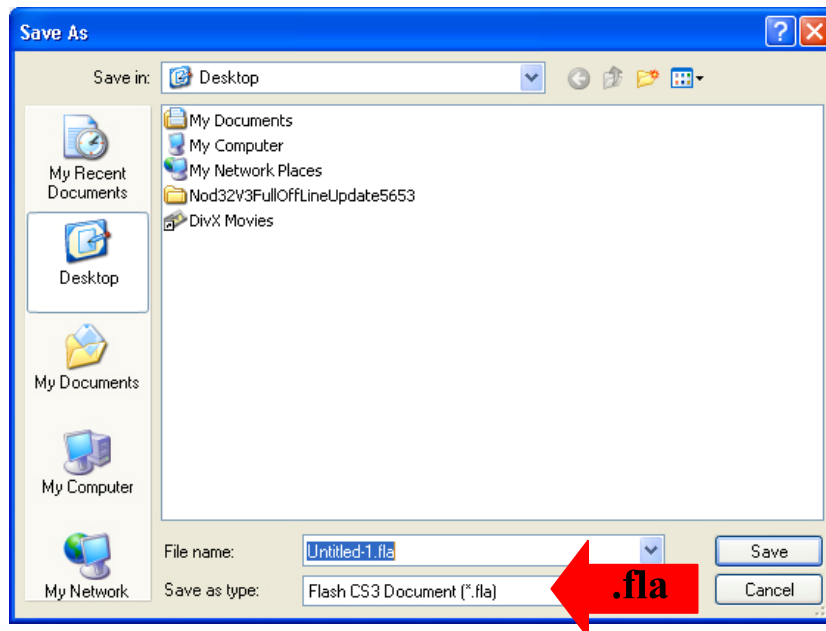 Save As
Save in:
Desktop
My Recent
Documents
Desktop
My Documents
My Computer
My Network
My Documents
My Computer
My Network Places
Nod32V3FullOffLineUpdate5653
DivX Movies
File name:
Untitled-1.fla
Save
Save as type:
Flash CS3 Document (*.fla)
.fla
Cancel